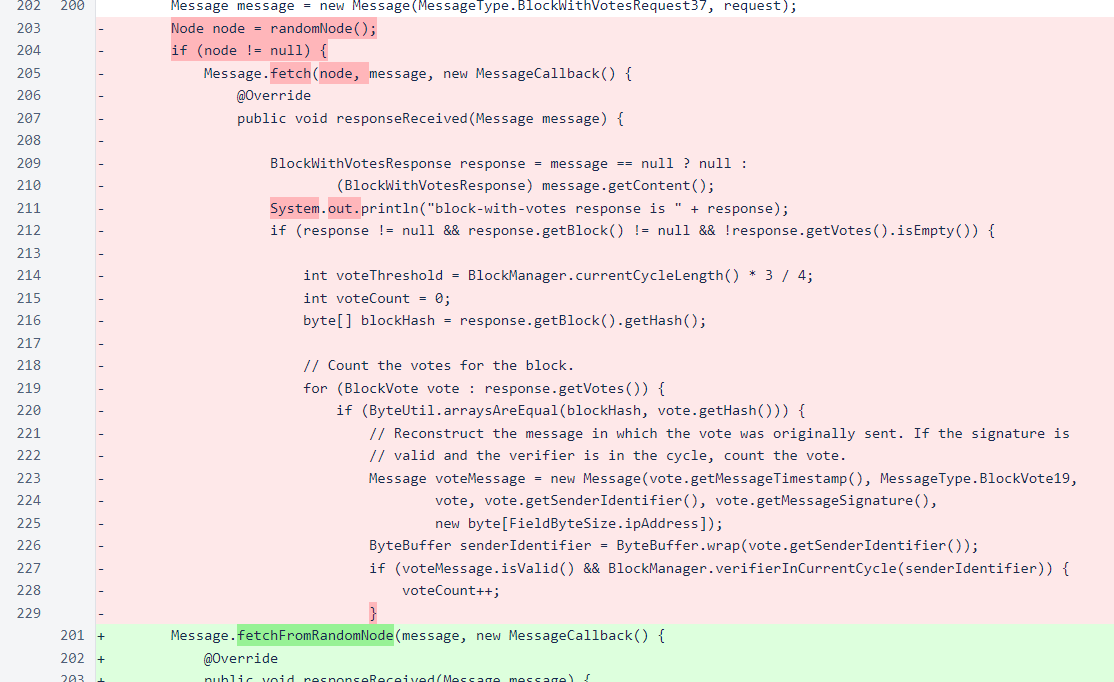 202 200 Message message = new Message(MessageType.BlockWithVotesRequest37, request);
203 - Node node = randomNode();
204 - if (node != null) {
205 - Message.fetch(node, message, new MessageCallback() {
206 - @Override
207 - public void responseReceived(Message message) {
208 -
209 - BlockWithVotesResponse response = message == null ? null :
210 - (BlockWithVotesResponse) message.getContent();
211 - System.out.println("block-with-votes response is " + response);
212 - if (response != null && response.getBlock() != null && !response.getVotes().isEmpty()) {
213 -
214 - int voteThreshold = BlockManager.currentCycleLength() * 3 / 4;
215 - int voteCount = 0;
216 - byte[] blockHash = response.getBlock().getHash();
217 -
218 - // Count the votes for the block.
219 - for (BlockVote vote : response.getVotes()) {
220 - if (ByteUtil.arraysAreEqual(blockHash, vote.getHash())) {
221 - // Reconstruct the message in which the vote was originally sent. If the signature is
222 - // valid and the verifier is in the cycle, count the vote.
223 - Message voteMessage = new Message(vote.getMessageTimestamp(), MessageType.BlockVote19,
224 - vote, vote.getSenderIdentifier(), vote.getMessageSignature(),
225 - new byte[FieldByteSize.ipAddress]);
226 - ByteBuffer senderIdentifier = ByteBuffer.wrap(vote.getSenderIdentifier());
227 - if (voteMessage.isValid() && BlockManager.verifierInCurrentCycle(senderIdentifier)) {
228 - voteCount++;
229 - }
201 + Message.fetchFromRandomNode(message, new MessageCallback() {
202 + @Override
203 + public void responseReceived(Message message) {